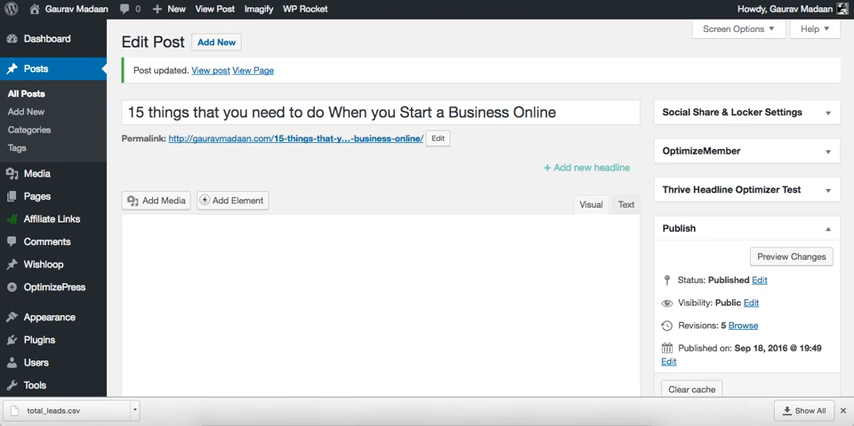 Gaurav Madaan 0 New View Post Imagify WP Rocket Howdy, Gaurav Madaan
Dashboard
Posts
All Posts
Add New
Categories
Tags
Media
Pages
Affiliate Links
Comments
Wishloop
OptimizePress
Appearance
Plugins
Users
Tools
Screen Options Help
Edit Post Add New
Post updated. View post View Page
15 things that you need to do When you Start a Business Online
Permalink: http://gauravmadaan.com/15-things-that-y...-business-online/ Edit
+ Add new headline
Add Media Add Element Visual Text
Social Share & Locker Settings
OptimizeMember
Thrive Headline Optimizer Test
Publish
Preview Changes
Status: Published Edit
Visibility: Public Edit
Revisions: 5 Browse
Published on: Sep 18, 2016 @ 19:49
Edit
Clear cache
total_leads.csv Show All